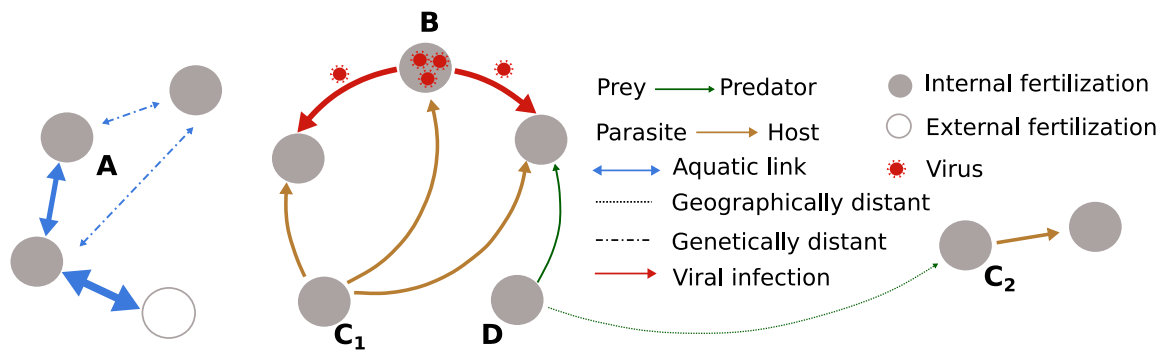 B
A
C1
D
C2
Prey Predator
Parasite Host
Aquatic link
Geographically distant
Genetically distant
Viral infection
Internal fertilization
External fertilization
Virus